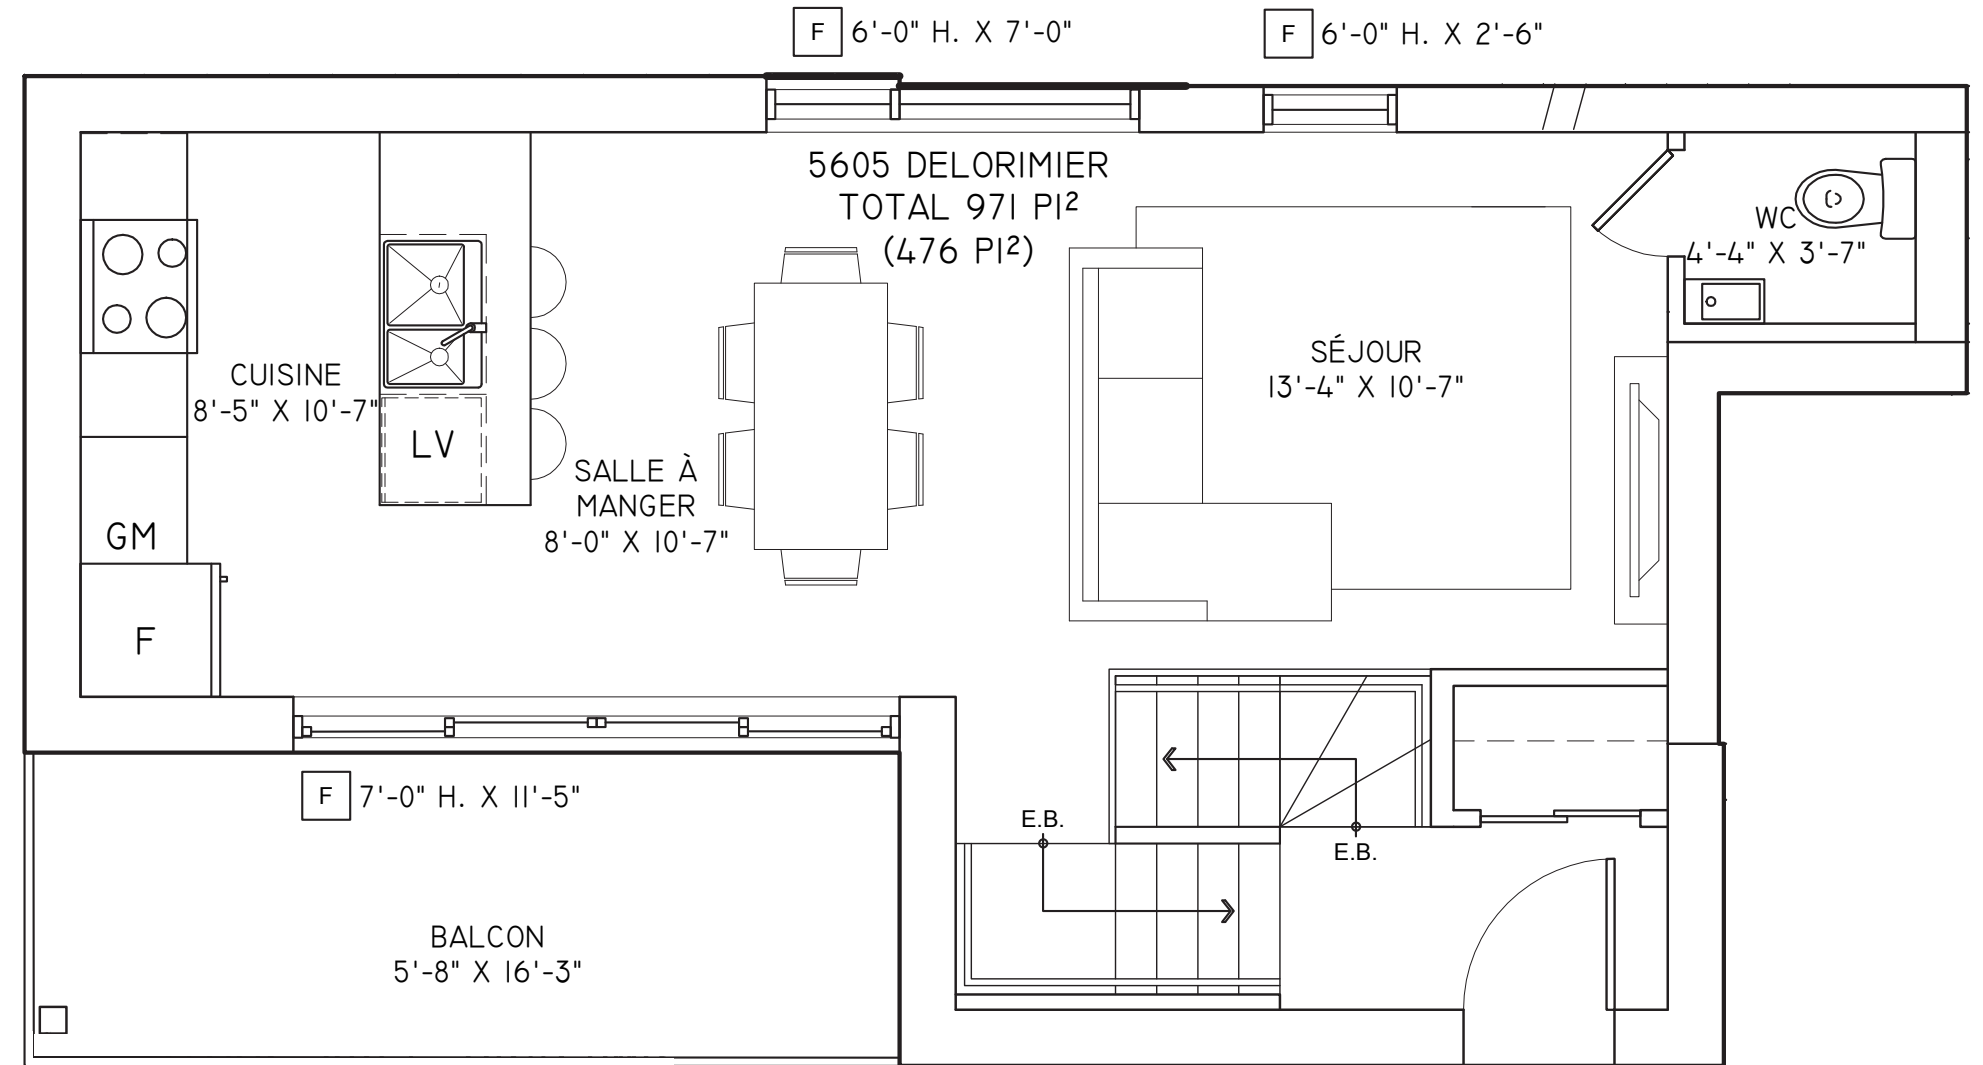 F 6'-0" H. X 7'-0"
F 6'-0" H. X 2'-6"
5605 DELORIMIER
TOTAL 971 PI²
(476 PI²)
WC
4'-4" X 3'-7"
SÉJOUR
13'-4" X 10'-7"
CUISINE
8'-5" X 10'-7"
LV
SALLE À
MANGER
8'-0" X 10'-7"
GM
F
F 7'-0" H. X 11'-5"
E.B.
E.B.
BALCON
5'-8" X 16'-3"